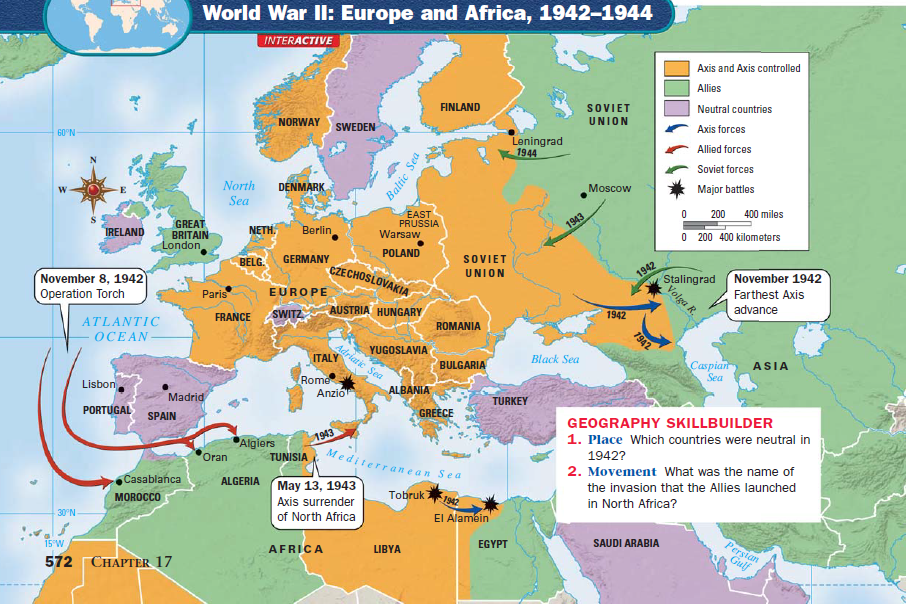 World War II: Europe and Africa, 1942–1944
INTERACTIVE
Axis and Axis controlled
Allies
Neutral countries
Axis forces
Allied forces
Soviet forces
Major battles
0 200 400 miles
0 200 400 kilometers
60°N
N
W E
S
NORWAY
SWEDEN
FINLAND
SOVIET
UNION
Leningrad
1944
Moscow
1943
North
Sea
Baltic Sea
DENMARK
IRELAND
GREAT
BRITAIN
London
NETH.
BELG.
Berlin
GERMANY
EAST
PRUSSIA
Warsaw
POLAND
SOVIET
UNION
CZECHOSLOVAKIA
EUROPE
Paris
FRANCE
SWITZ.
AUSTRIA
HUNGARY
ROMANIA
1942
Stalingrad
Volga R.
1942
1942
November 1942
Farthest Axis
advance
November 8, 1942
Operation Torch
ATLANTIC
OCEAN
ITALY
Adriatic Sea
YUGOSLAVIA
BULGARIA
Black Sea
Caspian
Sea
ASIA
Rome
Anzio
ALBANIA
GREECE
TURKEY
Lisbon
PORTUGAL
Madrid
SPAIN
Algiers
Oran
1943
TUNISIA
Mediterranean Sea
Casablanca
MOROCCO
ALGERIA
May 13, 1943
Axis surrender
of North Africa
Tobruk
1942
El Alamein
30°N
15°W
AFRICA
LIBYA
EGYPT
SAUDI ARABIA
Persian
Gulf
GEOGRAPHY SKILLBUILDER
1. Place Which countries were neutral in
1942?
2. Movement What was the name of
the invasion that the Allies launched
in North Africa?
572 CHAPTER 17